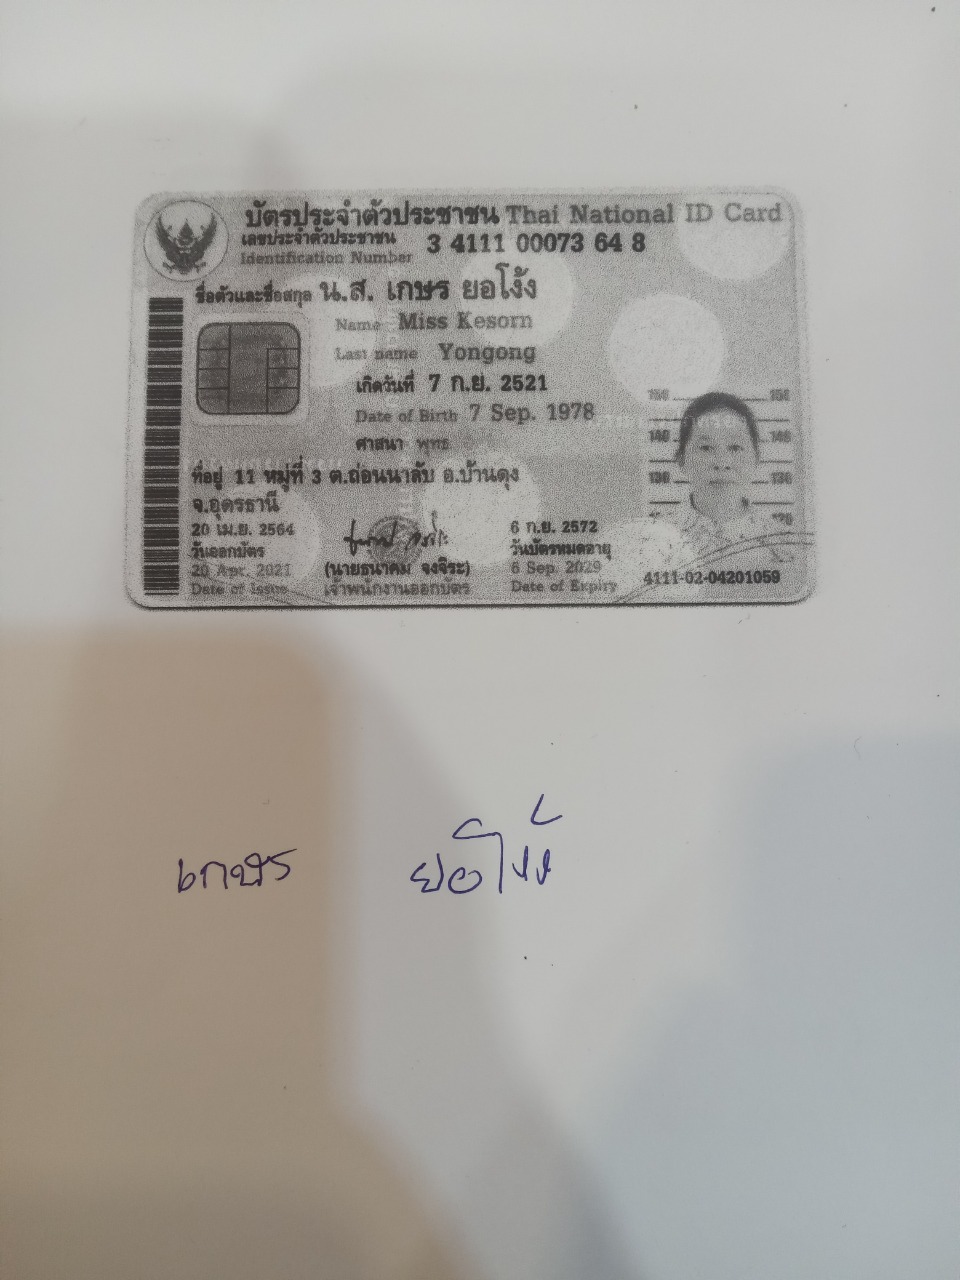 บัตรประจำตัวประชาชน Thai National ID Card
เลขประจำตัวประชาชน 3 4111 00073 64 8
Identification Number
ชื่อตัวและชื่อสกุล น.ส. เกษร ยอโง้ง
Name Miss Kesorn
Last name Yongong
เกิดวันที่ 7 ก.ย. 2521
Date of Birth 7 Sep. 1978
ศาสนา พุทธ
ที่อยู่ 11 หมู่ที่ 3 ต.ถ่อนนาลับ อ.บ้านดุง
จ.อุดรธานี
20 เม.ย. 2564
วันออกบัตร
20 Apr. 2021
Date of Issue
(นายธนาคม จงจิระ)
เจ้าพนักงานออกบัตร
6 ก.ย. 2572
วันบัตรหมดอายุ
6 Sep. 2029
Date of Expiry
150 150
140 140
130 130
4111-02-04201059
เกษร ยอโง้ง